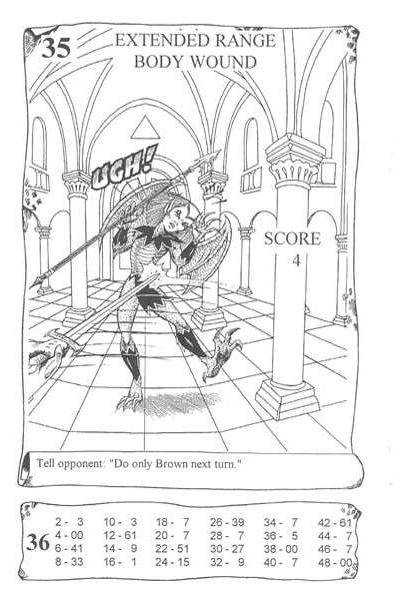 35 EXTENDED RANGE
BODY WOUND
UGH!
SCORE
4
Tell opponent: "Do only Brown next turn."
36
2 - 3 10 - 3 18 - 7 26 - 39 34 - 7 42 - 61
4 - 00 12 - 61 20 - 7 28 - 7 36 - 5 44 - 7
6 - 41 14 - 9 22 - 51 30 - 27 38 - 00 46 - 7
8 - 33 16 - 1 24 - 15 32 - 9 40 - 7 48 - 00